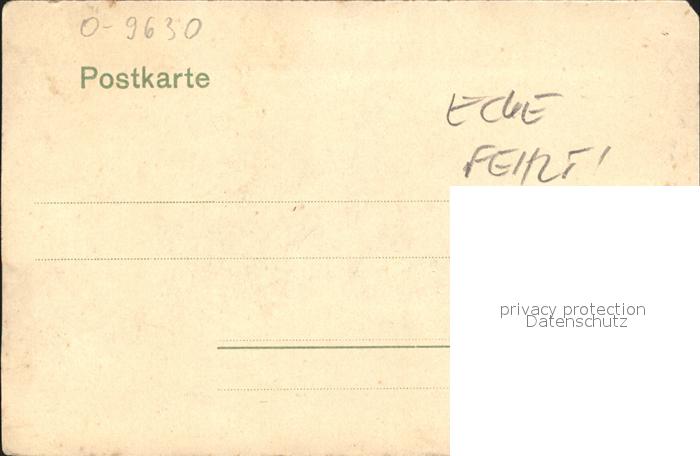 O-9630
Postkarte
ECKE
FEHLT!
privacy protection
Datenschutz